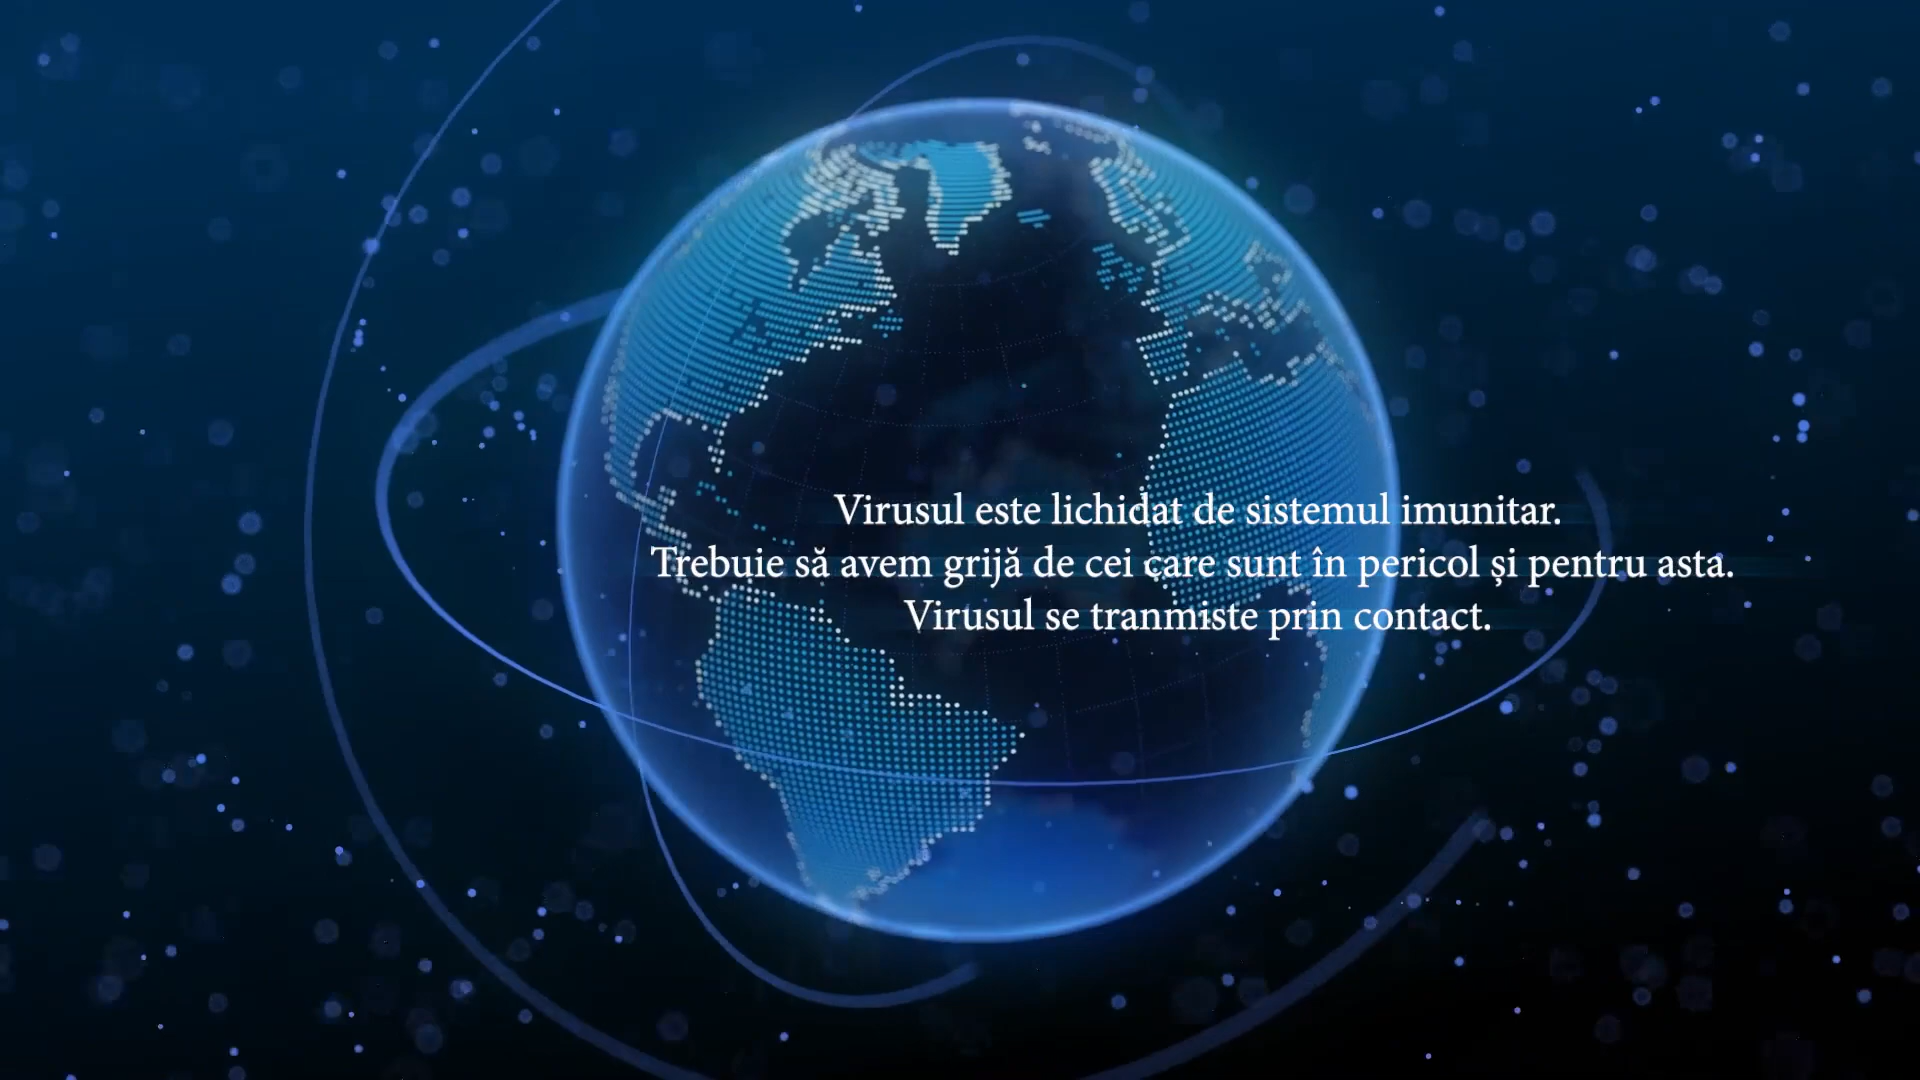 Virusul este lichidat de sistemul imunitar.
Trebuie să avem grijă de cei care sunt în pericol și pentru asta.
Virusul se tranmiste prin contact.